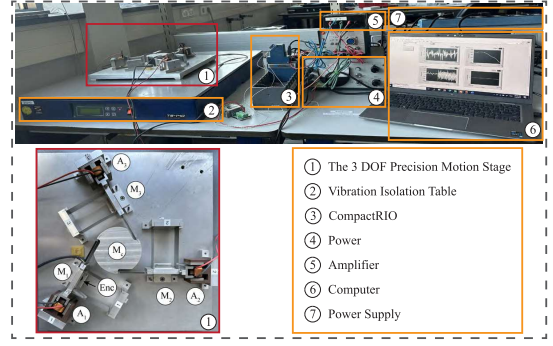 1
2
3
4
5
6
7
A3
M3
Mc
M1
Enc
A1
M2
A2
1
1 The 3 DOF Precision Motion Stage
2 Vibration Isolation Table
3 CompactRIO
4 Power
5 Amplifier
6 Computer
7 Power Supply